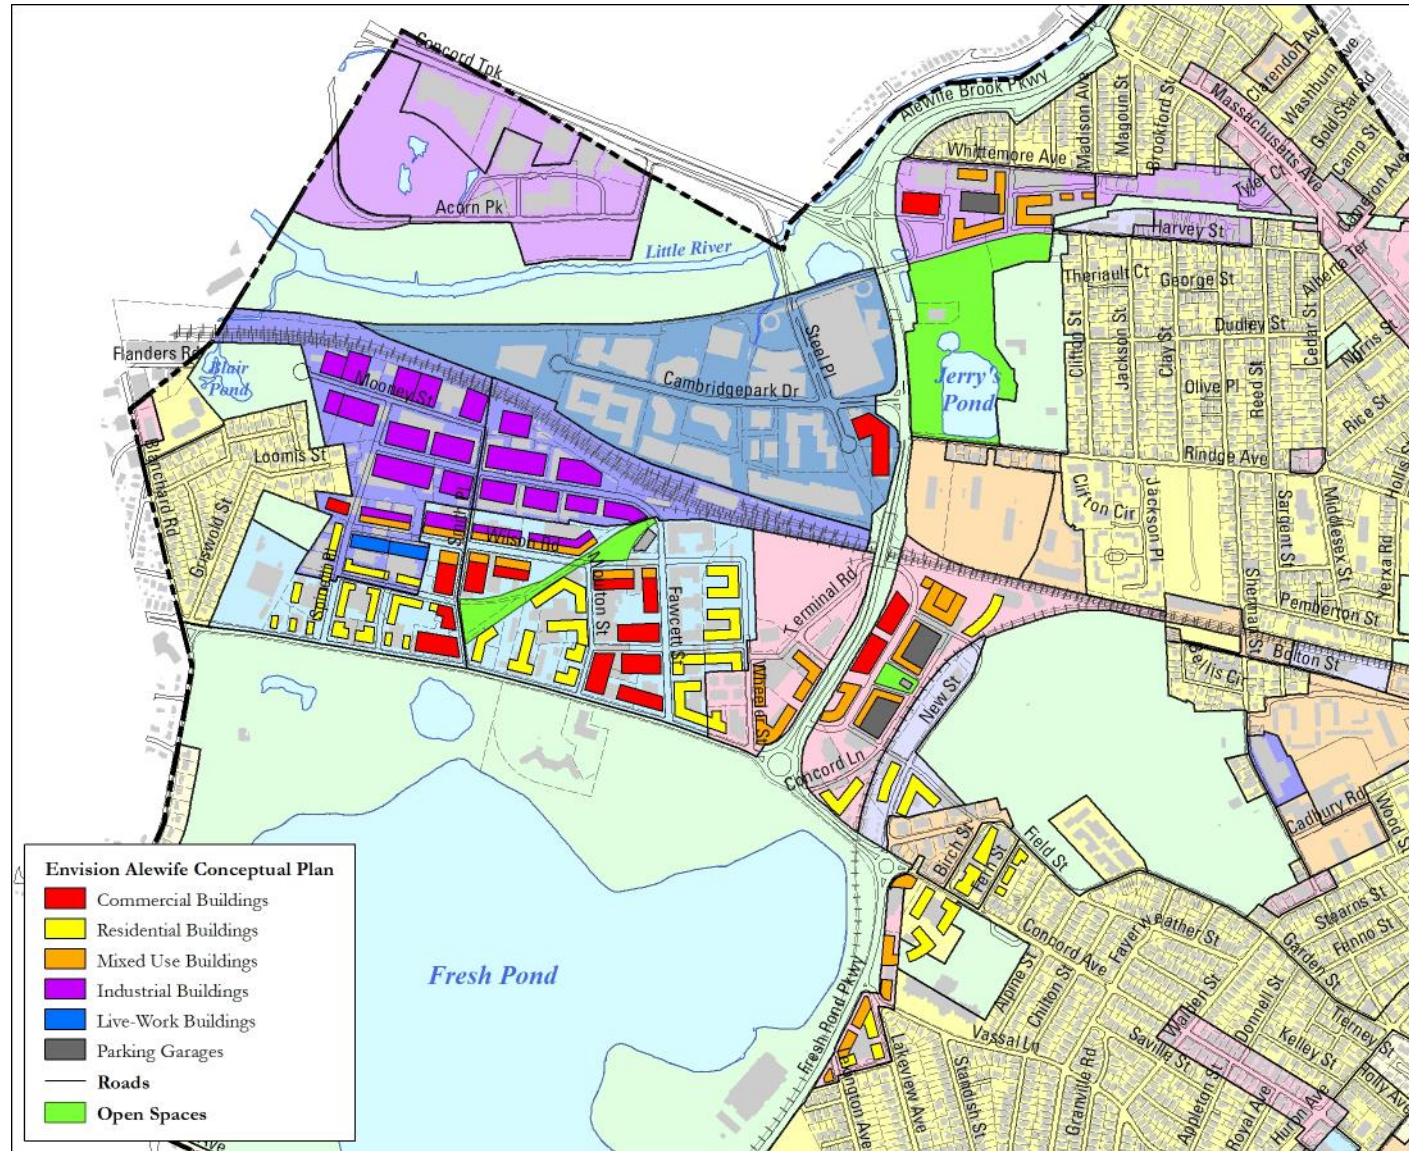 Concord Tpk
Alewife Brook Pkwy
Clarendon Av
Washburn Ave
Gold Star Rd
Camp St
Cameron Ave
Massachusetts Ave
Madison Ave
Magoun St
Brookford St
Whittemore Ave
Tyler Ct
Harvey St
Acorn Pk
Little River
Theriault Ct
George St
Alberta Ter
Clifton St
Jackson St
Clay St
Dudley St
Cedar St
Norris St
Steel Pl
Flanders Rd
Blair
Pond
Mooney St
Cambridgepark Dr
Jerry's
Pond
Olive Pl
Reed St
Rice St
Hollis St
Rindge Ave
Blanchard Rd
Loomis St
Griswold St
Clifton Cir
Jackson Pl
Sargent St
Middlesex St
Yerxa Rd
Sherman St
Wilson Rd
Moulton St
Fawcett St
Terminal Rd
Pemberton St
Bolton St
Bellis Cir
Wheeler St
New St
Concord Ln
Cadbury Rd
Wood St
Birch St
Fern St
Field St
Stearns St
Fenno St
Garden St
Fayerweather St
Concord Ave
Alpine St
Chilton St
Walden St
Donnell St
Tierney St
Kelley St
Holly Av
Saville St
Vassal Ln
Fresh Pond Pkwy
Fresh Pond
Lakeview Ave
Standish St
Granville Rd
Appleton St
Royal Ave
Huron Ave
Envision Alewife Conceptual Plan
Commercial Buildings
Residential Buildings
Mixed Use Buildings
Industrial Buildings
Live-Work Buildings
Parking Garages
Roads
Open Spaces